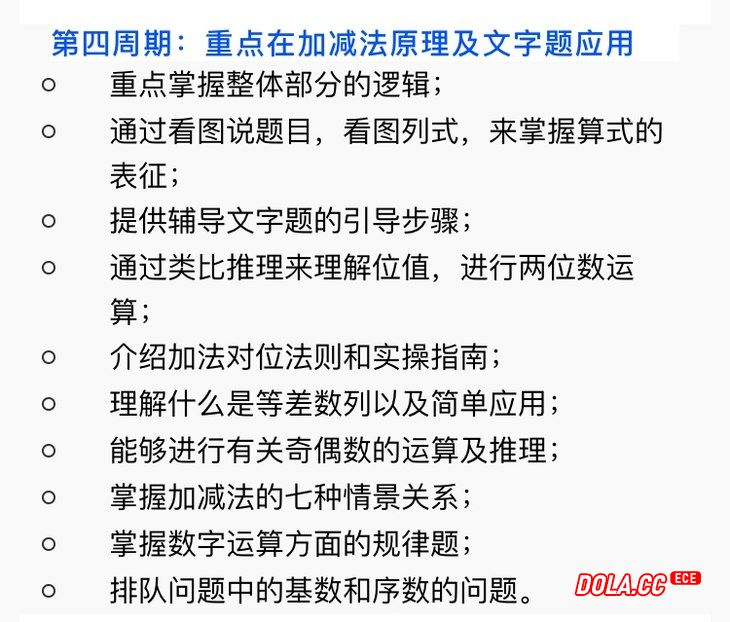 第四周期：重点在加减法原理及文字题应用
重点掌握整体部分的逻辑；
通过看图说题目，看图列式，来掌握算式的
表征；
提供辅导文字题的引导步骤；
通过类比推理来理解位值，进行两位数运
算；
介绍加法对位法则和实操指南；
理解什么是等差数列以及简单应用；
能够进行有关奇偶数的运算及推理；
掌握加减法的七种情景关系；
掌握数字运算方面的规律题；
排队问题中的基数和序数的问题。
DOLA.CC ECE